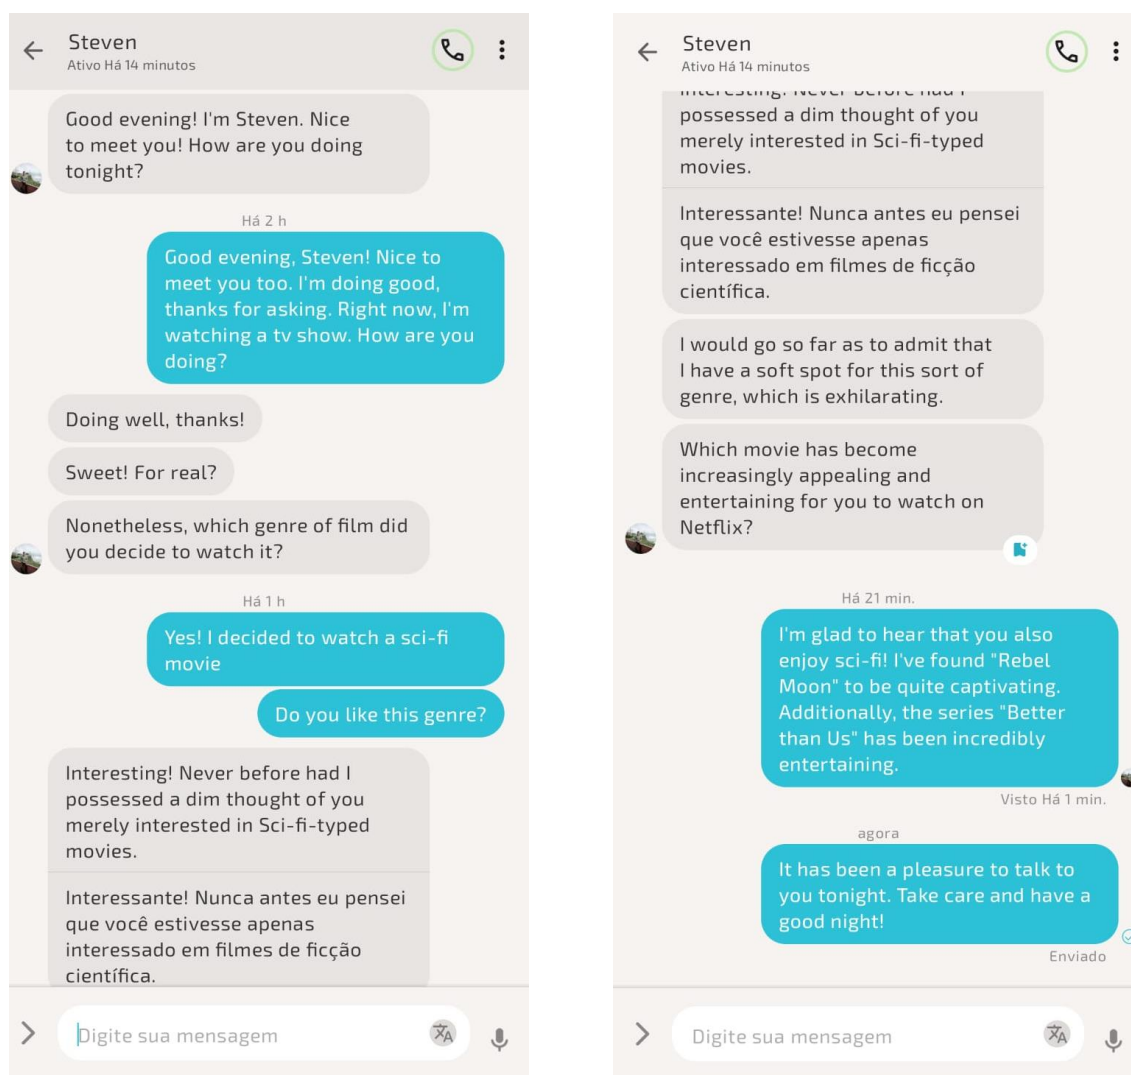 Steven
Ativo Há 14 minutos
Good evening! I'm Steven. Nice
to meet you! How are you doing
tonight?
Há 2 h
Good evening, Steven! Nice to
meet you too. I'm doing good,
thanks for asking. Right now, I'm
watching a tv show. How are you
doing?
Doing well, thanks!
Sweet! For real?
Nonetheless, which genre of film did
you decide to watch it?
Há 1 h
Yes! I decided to watch a sci-fi
movie
Do you like this genre?
Interesting! Never before had I
possessed a dim thought of you
merely interested in Sci-fi-typed
movies.
Interessante! Nunca antes eu pensei
que você estivesse apenas
interessado em filmes de ficção
científica.
Digite sua mensagem
Steven
Ativo Há 14 minutos
Interesting! Never before had I
possessed a dim thought of you
merely interested in Sci-fi-typed
movies.
Interessante! Nunca antes eu pensei
que você estivesse apenas
interessado em filmes de ficção
científica.
I would go so far as to admit that
I have a soft spot for this sort of
genre, which is exhilarating.
Which movie has become
increasingly appealing and
entertaining for you to watch on
Netflix?
Há 21 min.
I'm glad to hear that you also
enjoy sci-fi! I've found "Rebel
Moon" to be quite captivating.
Additionally, the series "Better
than Us" has been incredibly
entertaining.
Visto Há 1 min.
agora
It has been a pleasure to talk to
you tonight. Take care and have a
good night!
Enviado
Digite sua mensagem